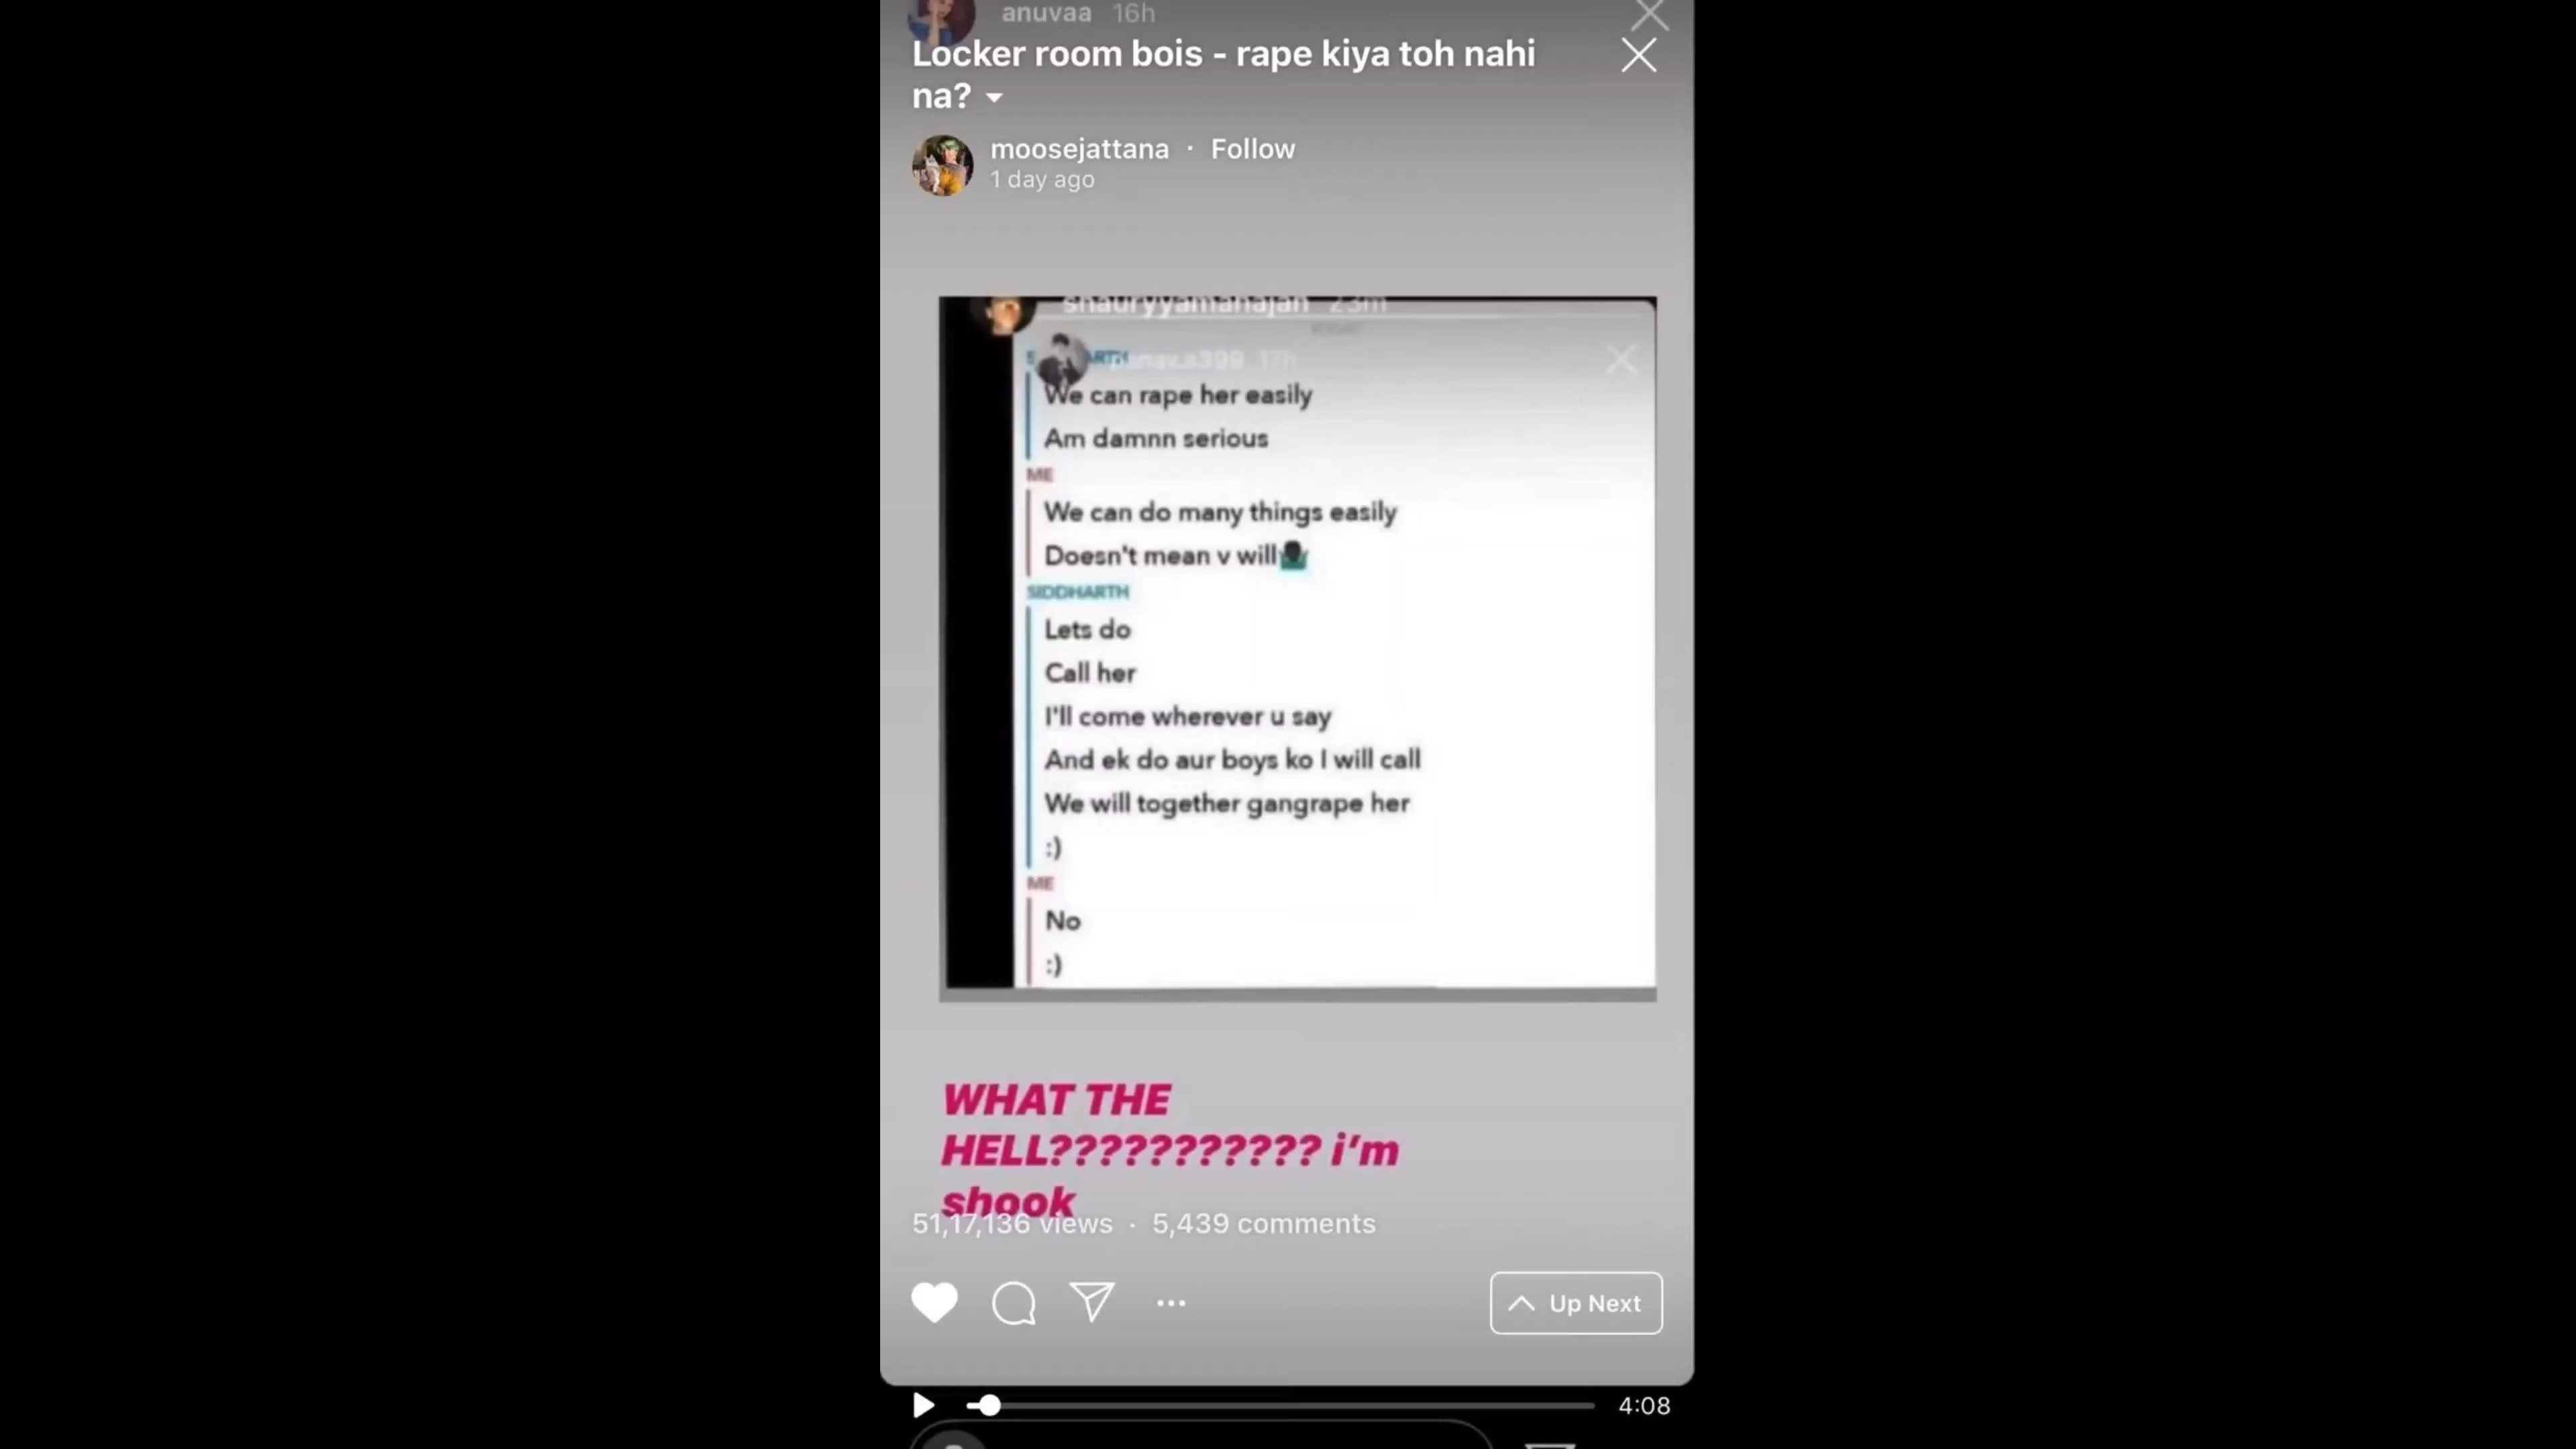 anuvaa 16h
Locker room bois - rape kiya toh nahi
na?
moosejattana · Follow
1 day ago
shauryyamahajan 23m
We can rape her easily
Am damnn serious
ME
We can do many things easily
Doesn't mean v will
SIDDHARTH
Lets do
Call her
I'll come wherever u say
And ek do aur boys ko I will call
We will together gangrape her
:)
ME
No
:)
WHAT THE
HELL??????????? i'm
shook
51,17,136 views · 5,439 comments
Up Next
4:08